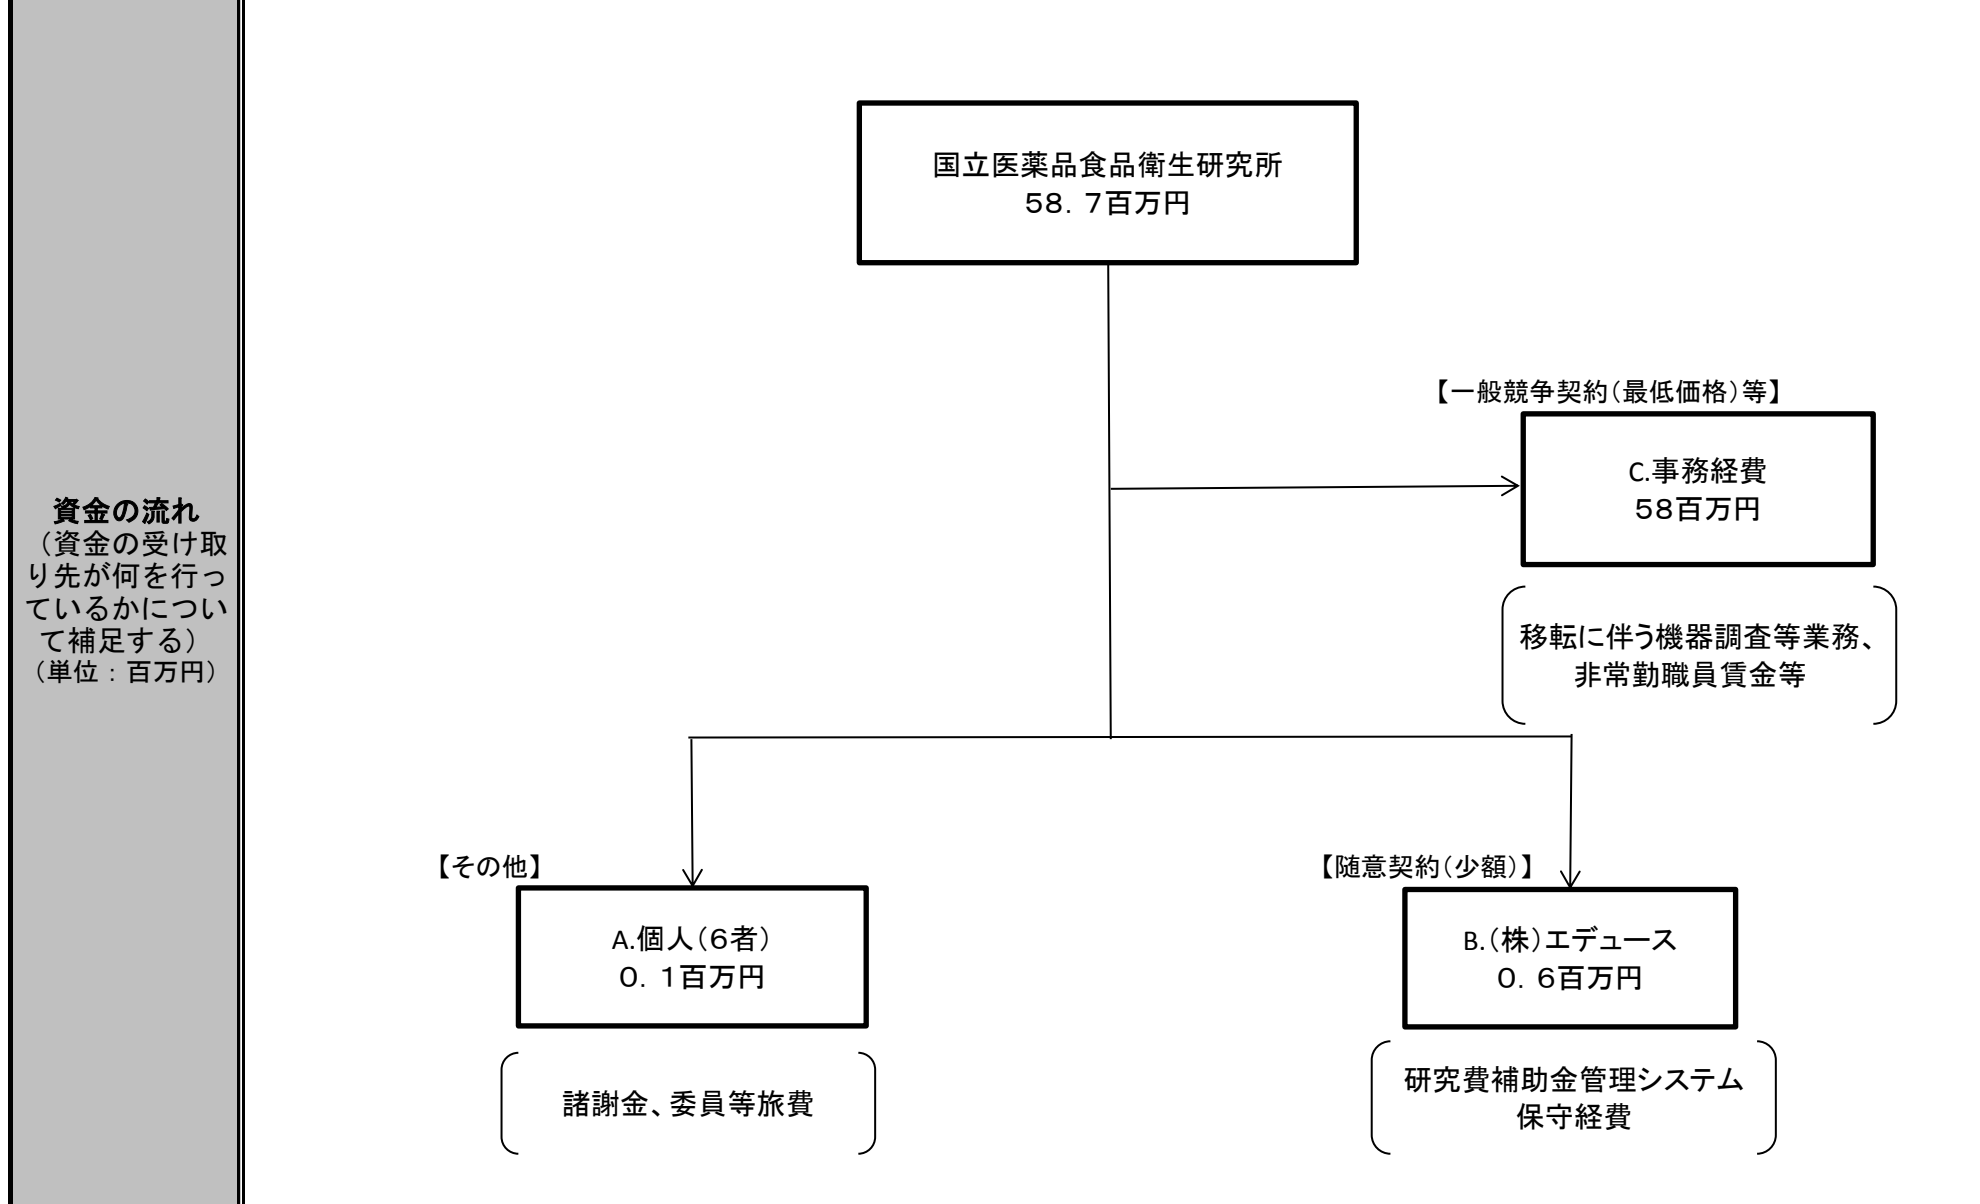 資金の流れ
（資金の受け取
り先が何を行っ
ているかについ
て補足する）
（単位：百万円）
国立医薬品食品衛生研究所
５８．７百万円
【一般競争契約（最低価格）等】
C.事務経費
５８百万円
移転に伴う機器調査等業務、
非常勤職員賃金等
【その他】
A.個人（６者）
０．１百万円
諸謝金、委員等旅費
【随意契約（少額）】
B.（株）エデュース
０．６百万円
研究費補助金管理システム
保守経費